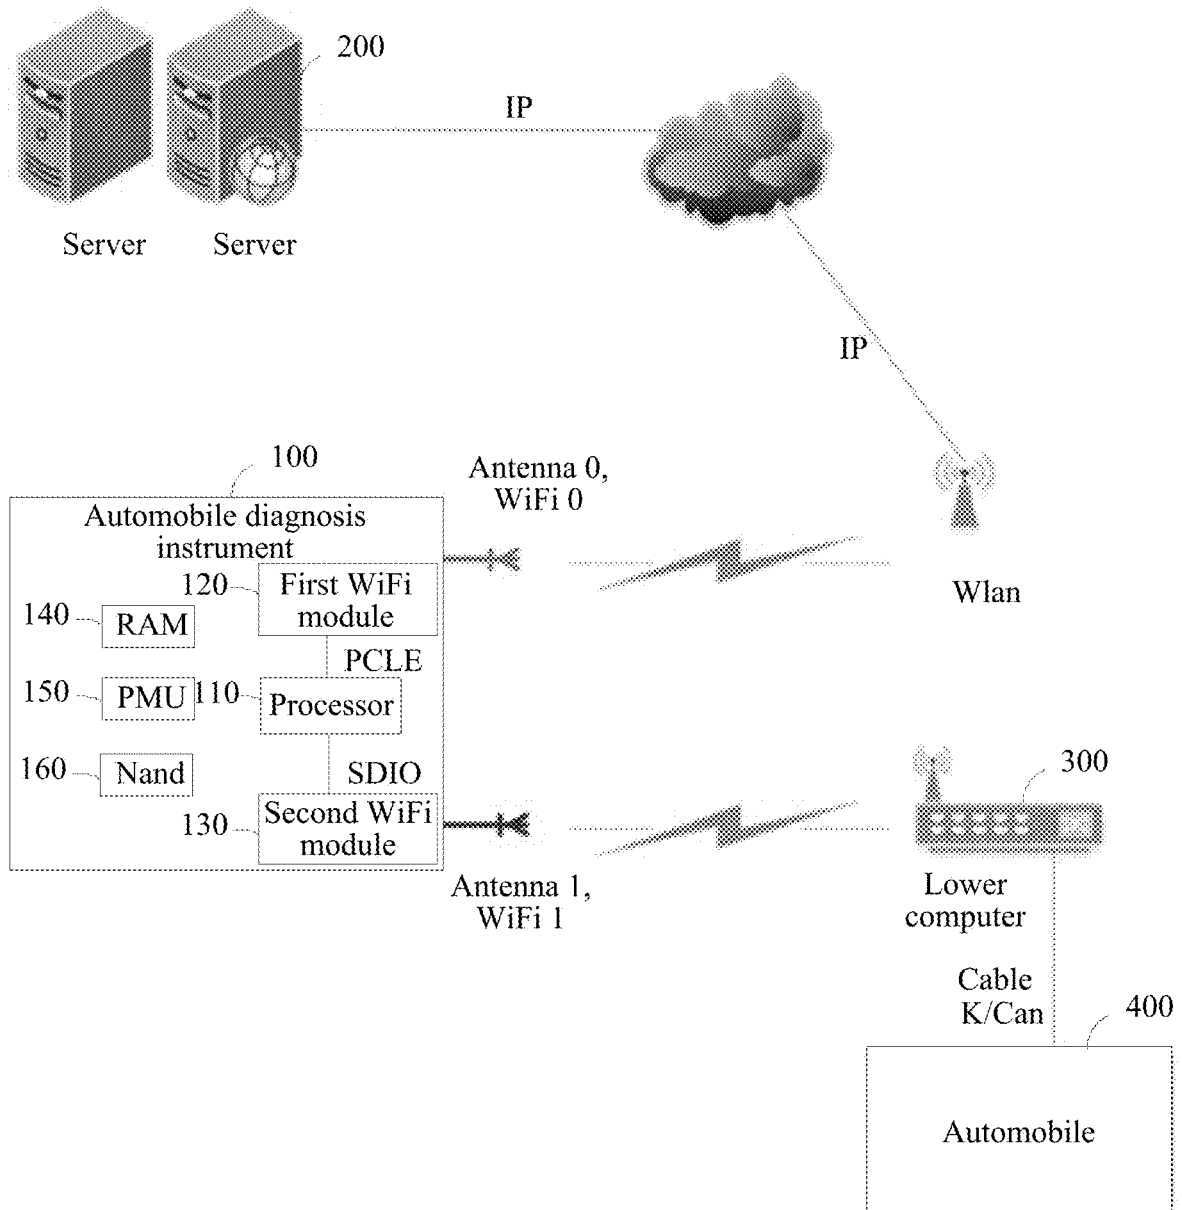 200
IP
Server
Server
IP
100
Antenna 0,
WiFi 0
Automobile diagnosis
instrument
120
First WiFi
module
Wlan
140
RAM
PCLE
150
PMU
110
Processor
160
Nand
SDIO
300
130
Second WiFi
module
Antenna 1,
WiFi 1
Lower
computer
Cable
K/Can
400
Automobile